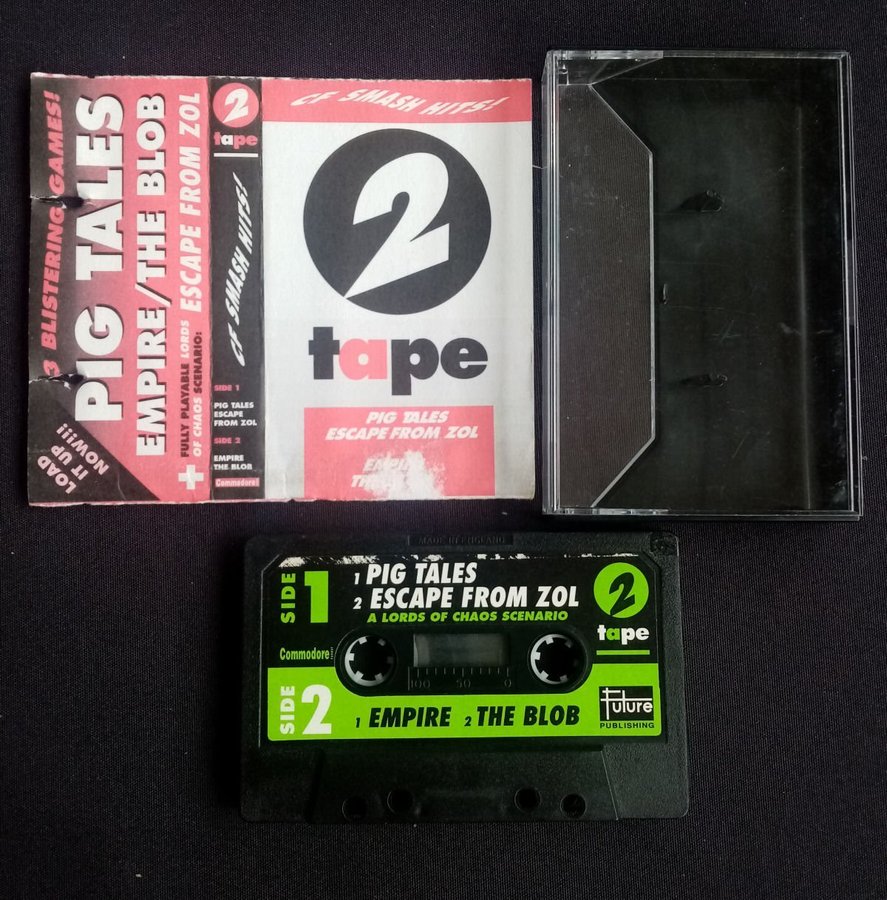 3 BLISTERING GAMES!
PIG TALES
EMPIRE/THE BLOB
+ FULLY PLAYABLE LORDS
OF CHAOS SCENARIO:
ESCAPE FROM ZOL
LOAD
IT UP
NOW!!!
2
tape
CF SMASH HITS!
SIDE 1
PIG TALES
ESCAPE
FROM ZOL
SIDE 2
EMPIRE
THE BLOB
Commodore
CF SMASH HITS!
2
tape
PIG TALES
ESCAPE FROM ZOL
MADE IN ENGLAND
SIDE 1
1 PIG TALES
2 ESCAPE FROM ZOL
A LORDS OF CHAOS SCENARIO
2
tape
Commodore
100 50 0
SIDE 2
1 EMPIRE 2 THE BLOB
Future
PUBLISHING